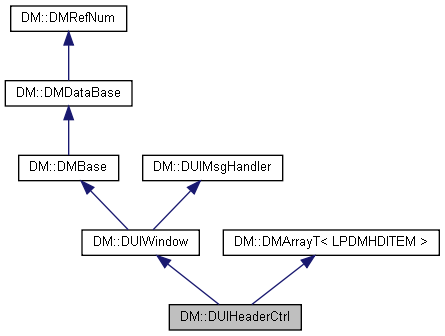 DM::DMRefNum
DM::DMDataBase
DM::DMBase
DM::DUIMsgHandler
DM::DUIWindow
DM::DMArrayT< LPDMHDITEM >
DM::DUIHeaderCtrl